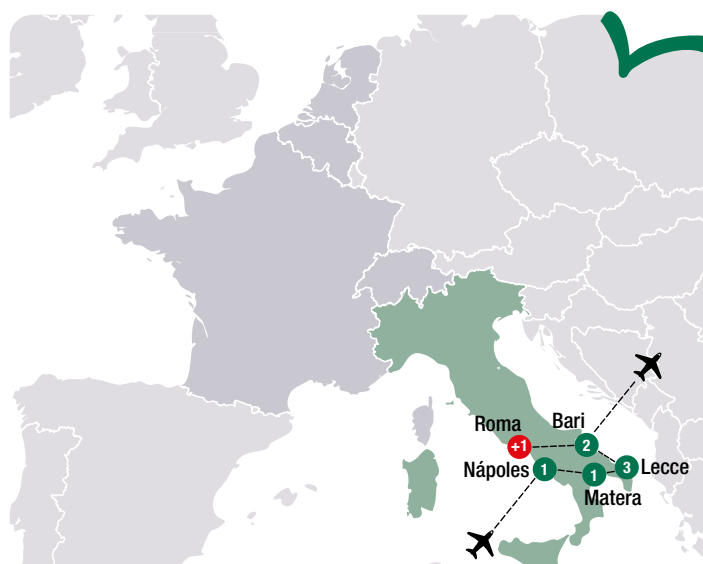 Roma
Bari
+1
2
Nápoles
1
1
3
Lecce
Matera